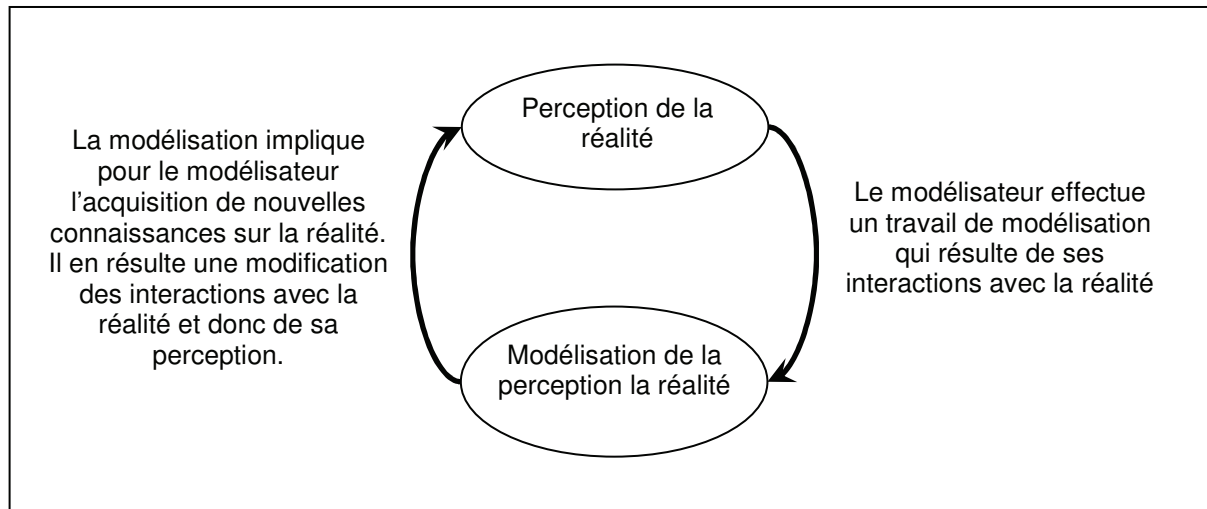 Perception de la
réalité
La modélisation implique
pour le modélisateur
l'acquisition de nouvelles
connaissances sur la réalité.
Il en résulte une modification
des interactions avec la
réalité et donc de sa
perception.
Le modélisateur effectue
un travail de modélisation
qui résulte de ses
interactions avec la réalité
Modélisation de la
perception la réalité